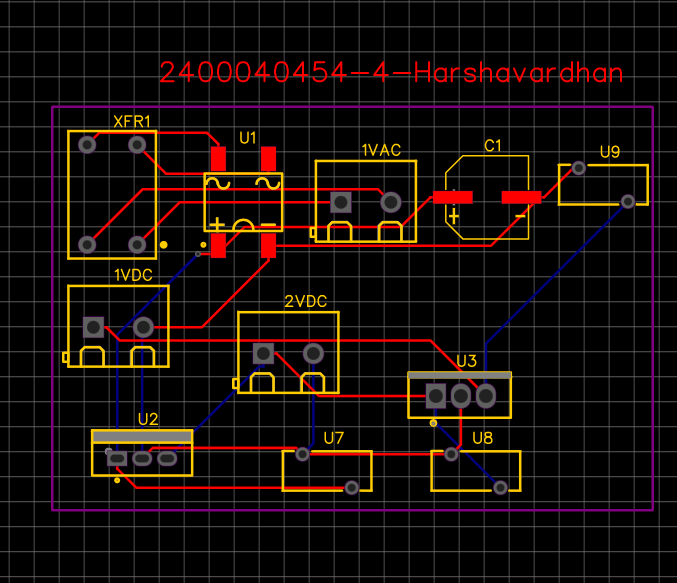 2400040454-4-Harshavardhan
XFR1
U1
1VAC
C1
U9
+ -
+ -
1VDC
2VDC
U3
U2
U7
U8